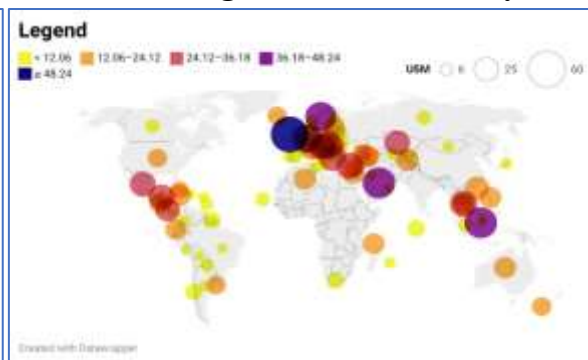 Legend
< 12.06 12.06–24.12 24.12–36.18 36.18–48.24
≥ 48.24
USM 6 25 60
Created with Datawrapper